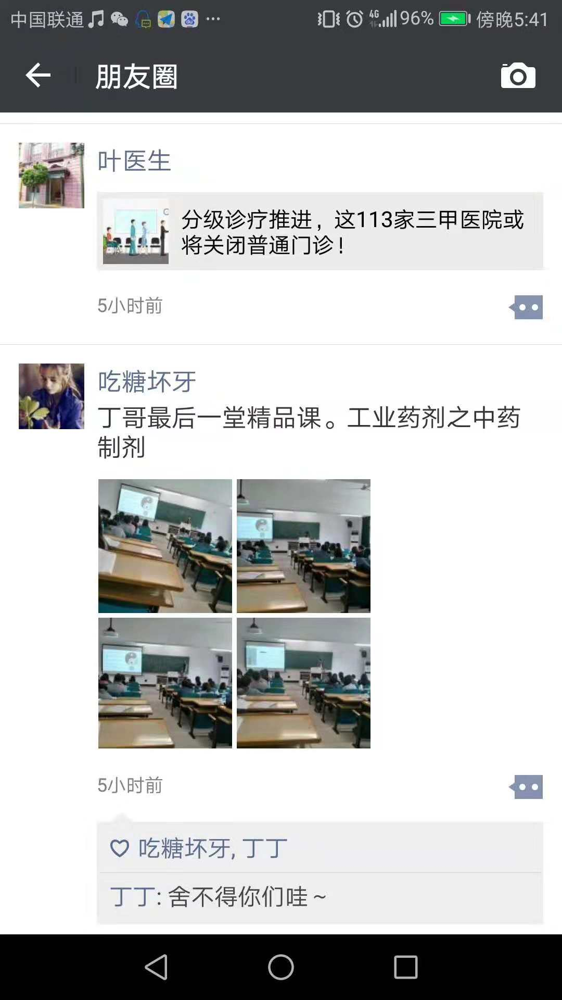 中国联通 4G 96% 傍晚5:41
朋友圈
叶医生
分级诊疗推进，这113家三甲医院或
将关闭普通门诊！
5小时前
吃糖坏牙
丁哥最后一堂精品课。工业药剂之中药
制剂
5小时前
吃糖坏牙, 丁丁
丁丁: 舍不得你们哇～